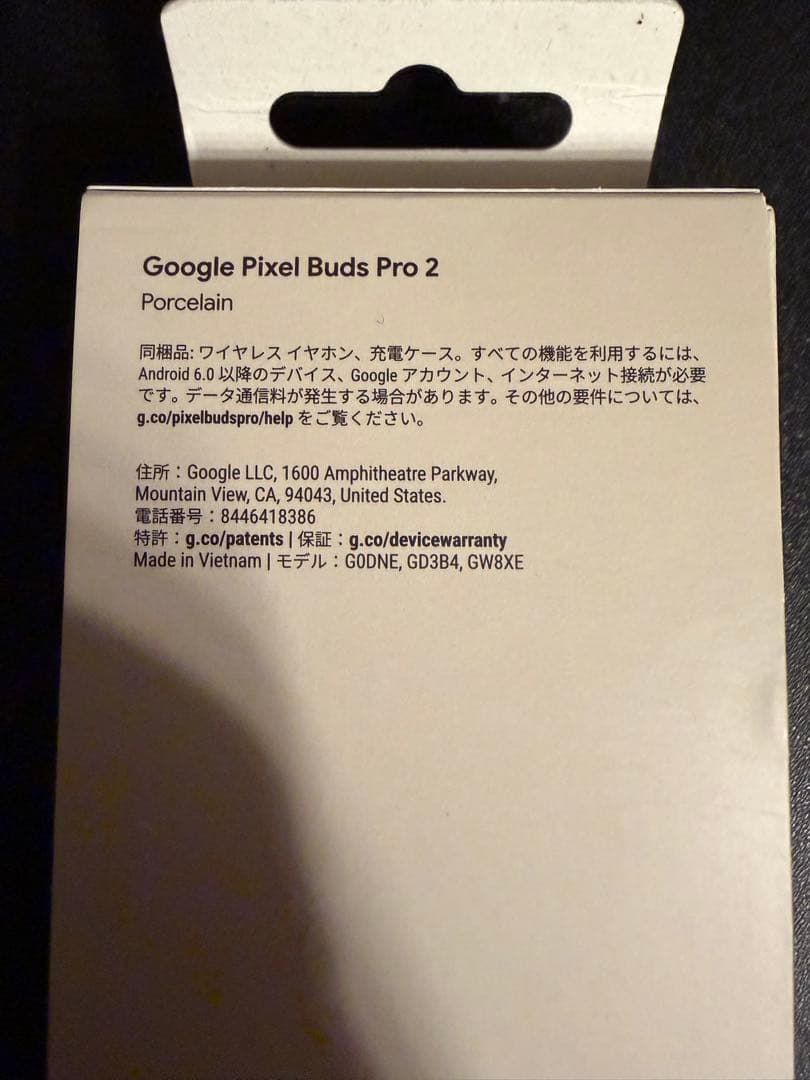 Google Pixel Buds Pro 2
Porcelain
同梱品: ワイヤレス イヤホン、充電ケース。すべての機能を利用するには、
Android 6.0 以降のデバイス、Google アカウント、インターネット接続が必要
です。データ通信料が発生する場合があります。その他の要件については、
g.co/pixelbudspro/help をご覧ください。
住所：Google LLC, 1600 Amphitheatre Parkway,
Mountain View, CA, 94043, United States.
電話番号：8446418386
特許：g.co/patents | 保証：g.co/devicewarranty
Made in Vietnam | モデル：G0DNE, GD3B4, GW8XE